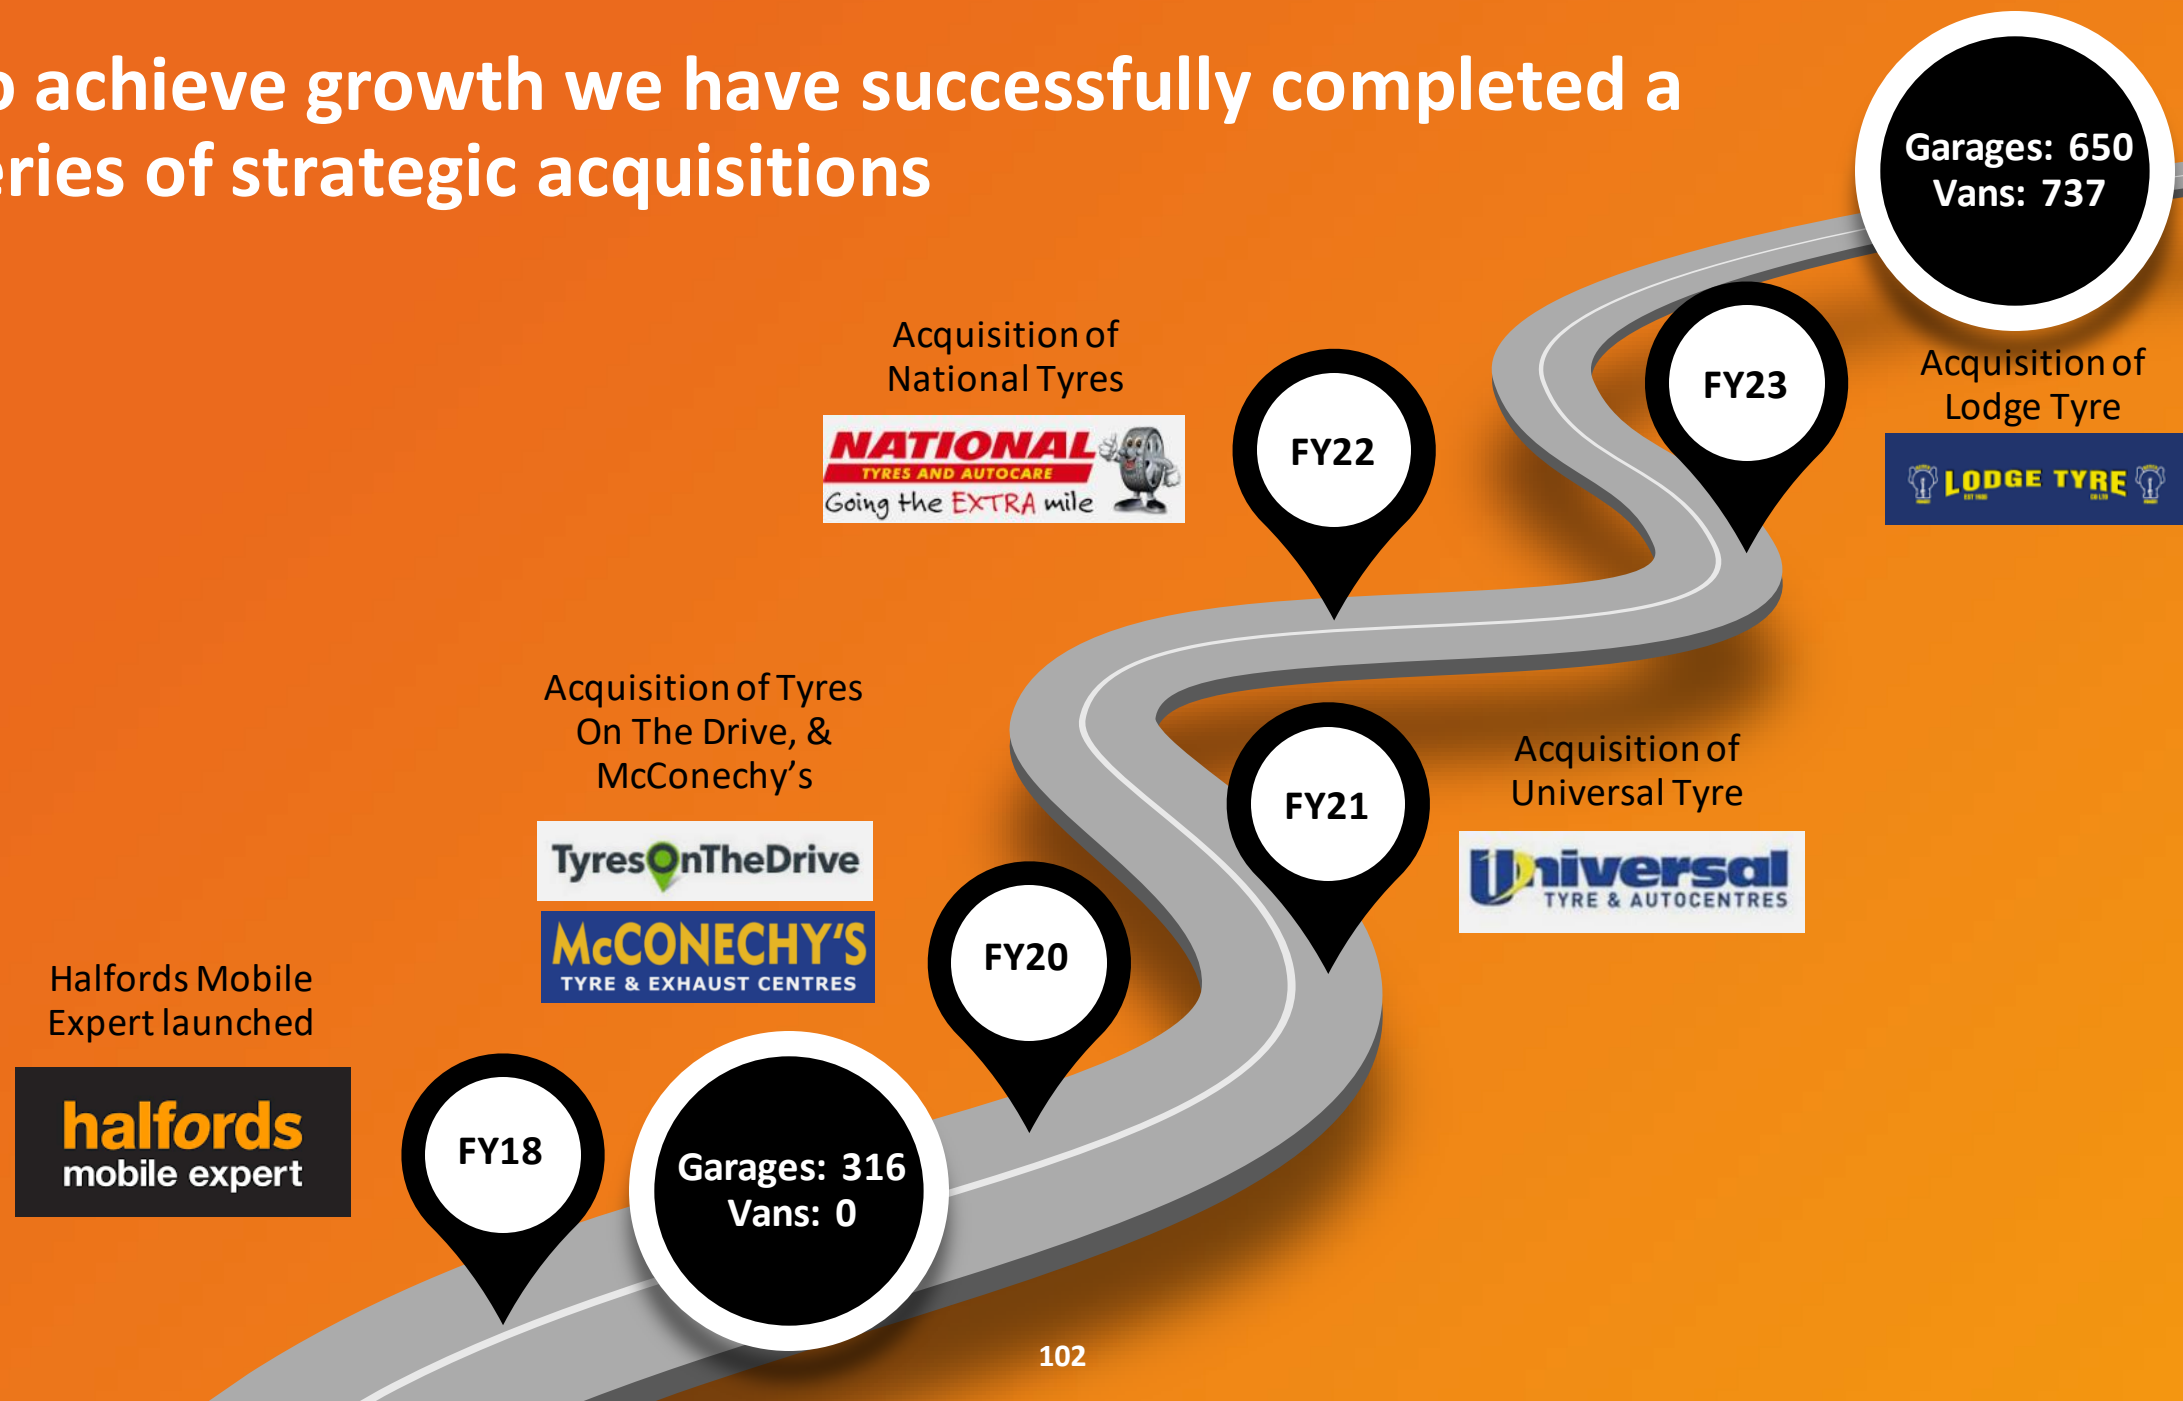 o achieve growth we have successfully completed a
eries of strategic acquisitions
Garages: 650
Vans: 737
Acquisition of
National Tyres
NATIONAL
TYRES AND AUTOCARE
Going the EXTRA mile
FY22
FY23
Acquisition of
Lodge Tyre
LODGE TYRE
Acquisition of Tyres
On The Drive, &
McConechy’s
TyresOnTheDrive
McCONECHY'S
TYRE & EXHAUST CENTRES
FY20
FY21
Acquisition of
Universal Tyre
Universal
TYRE & AUTOCENTRES
Halfords Mobile
Expert launched
halfords
mobile expert
FY18
Garages: 316
Vans: 0
102